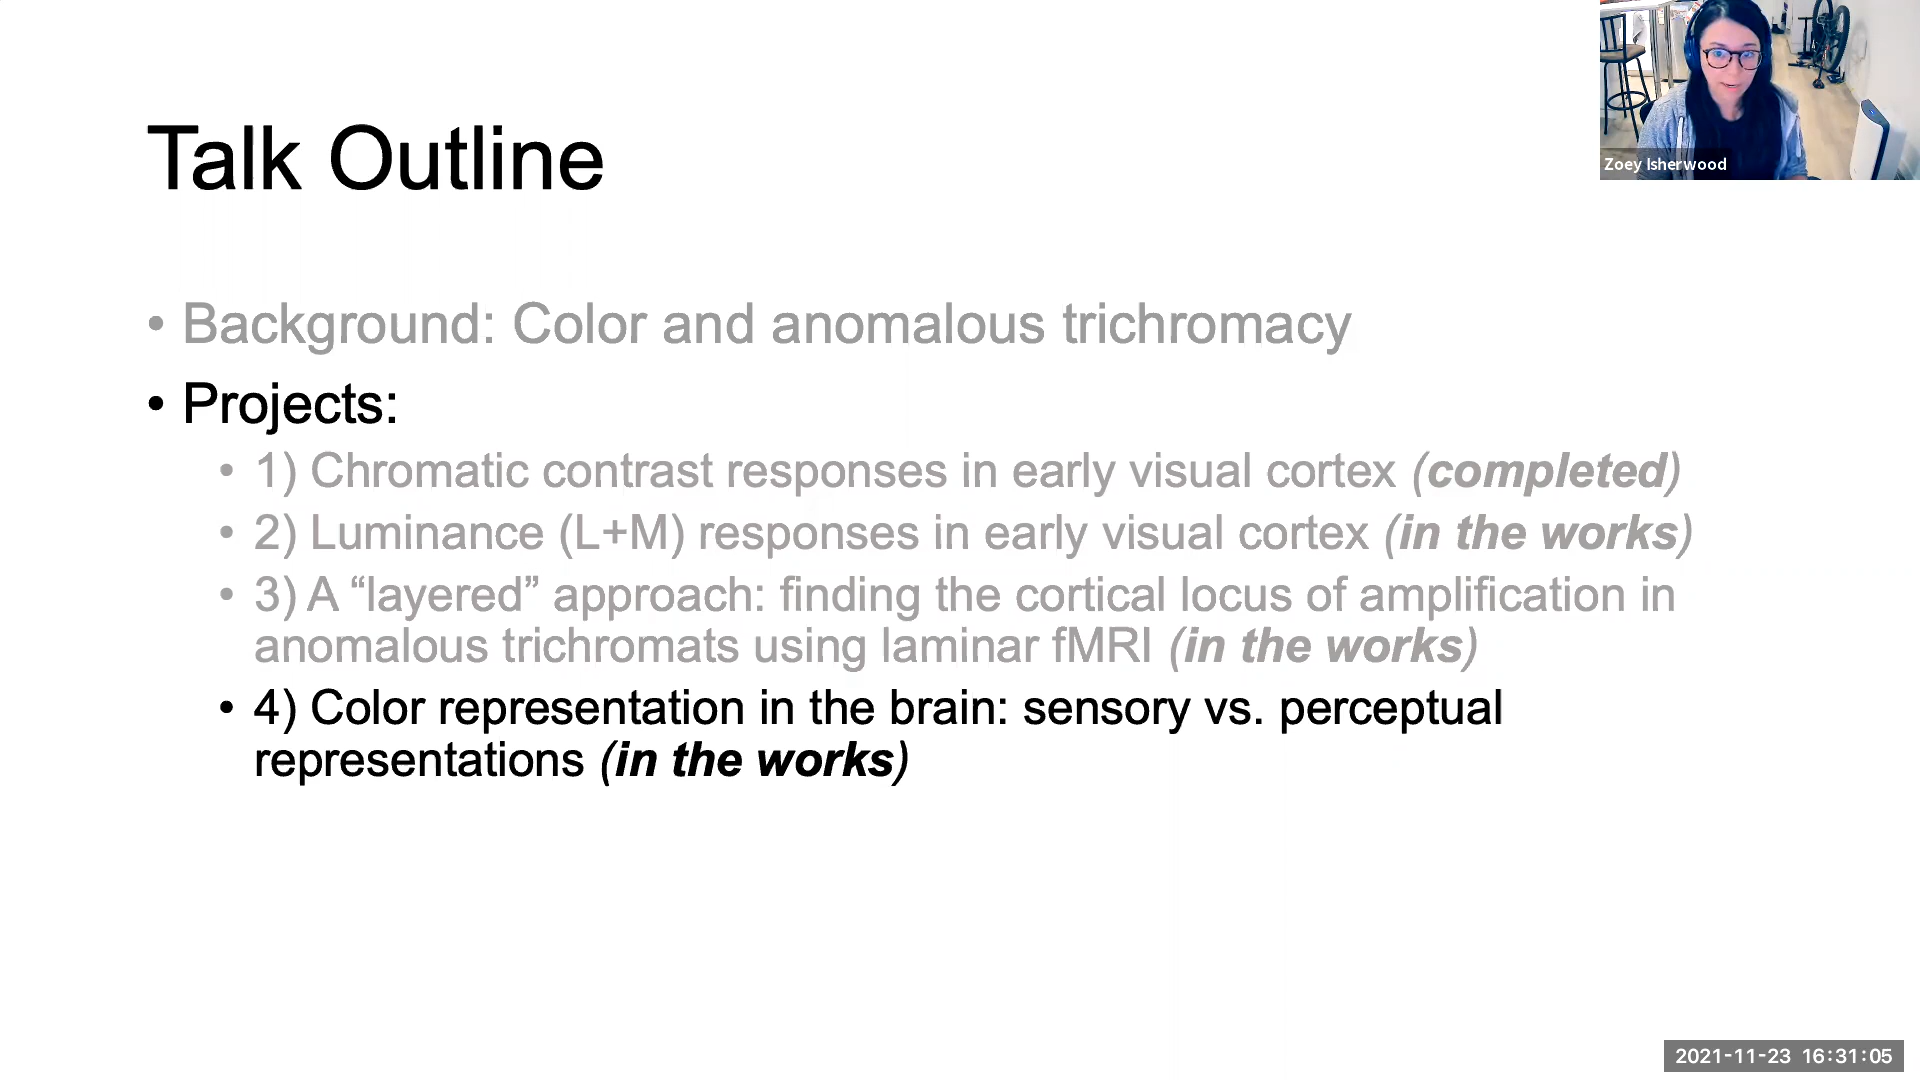 Talk Outline
Zoey Isherwood
• Background: Color and anomalous trichromacy
• Projects:
• 1) Chromatic contrast responses in early visual cortex (completed)
• 2) Luminance (L+M) responses in early visual cortex (in the works)
• 3) A “layered” approach: finding the cortical locus of amplification in
anomalous trichromats using laminar fMRI (in the works)
• 4) Color representation in the brain: sensory vs. perceptual
representations (in the works)
2021-11-23 16:31:05